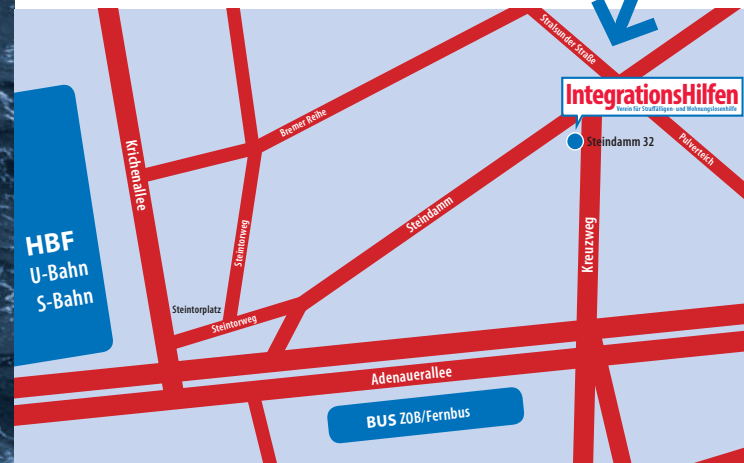 Stralsunder Straße
IntegrationsHilfen
Verein für Straffälligen- und Wohnungslosenhilfe
Steindamm 32
Pulverteich
Bremer Reihe
Krichenallee
Steindamm
Kreuzweg
Steintorweg
HBF
U-Bahn
S-Bahn
Steintorplatz
Steintorweg
Adenauerallee
BUS ZOB/Fernbus